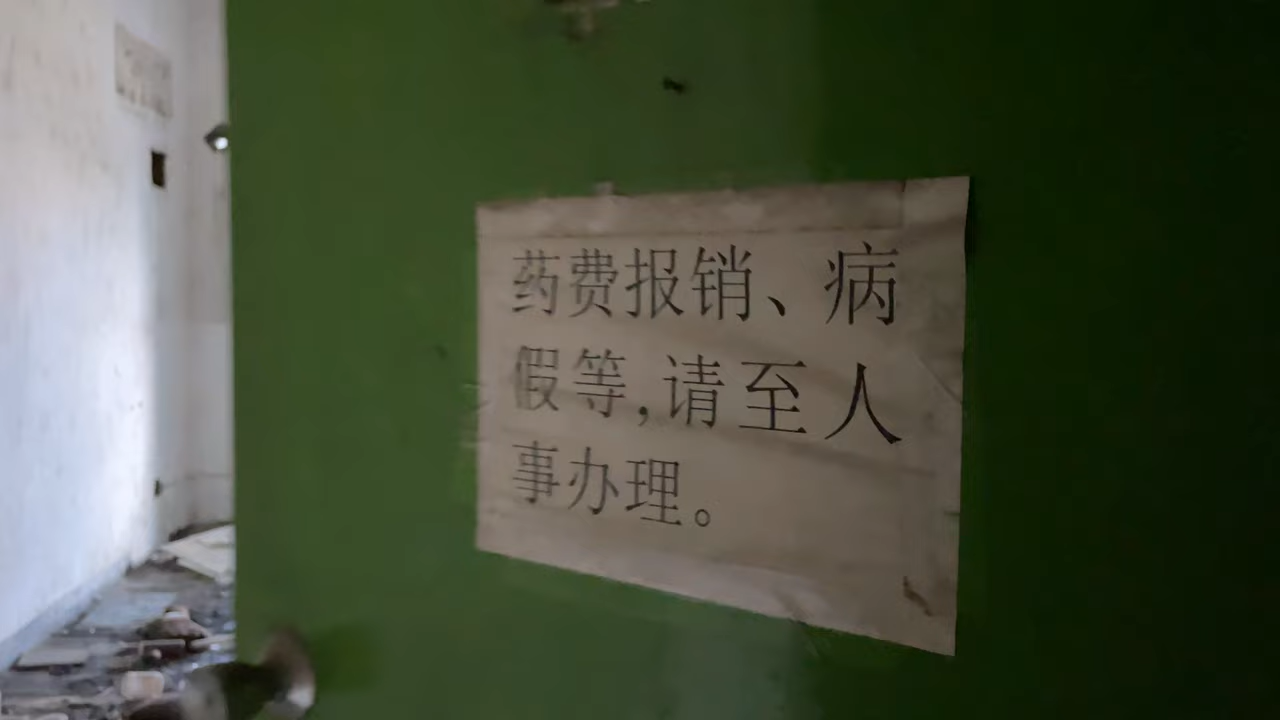 药费报销、病
假等,请至人
事办理。